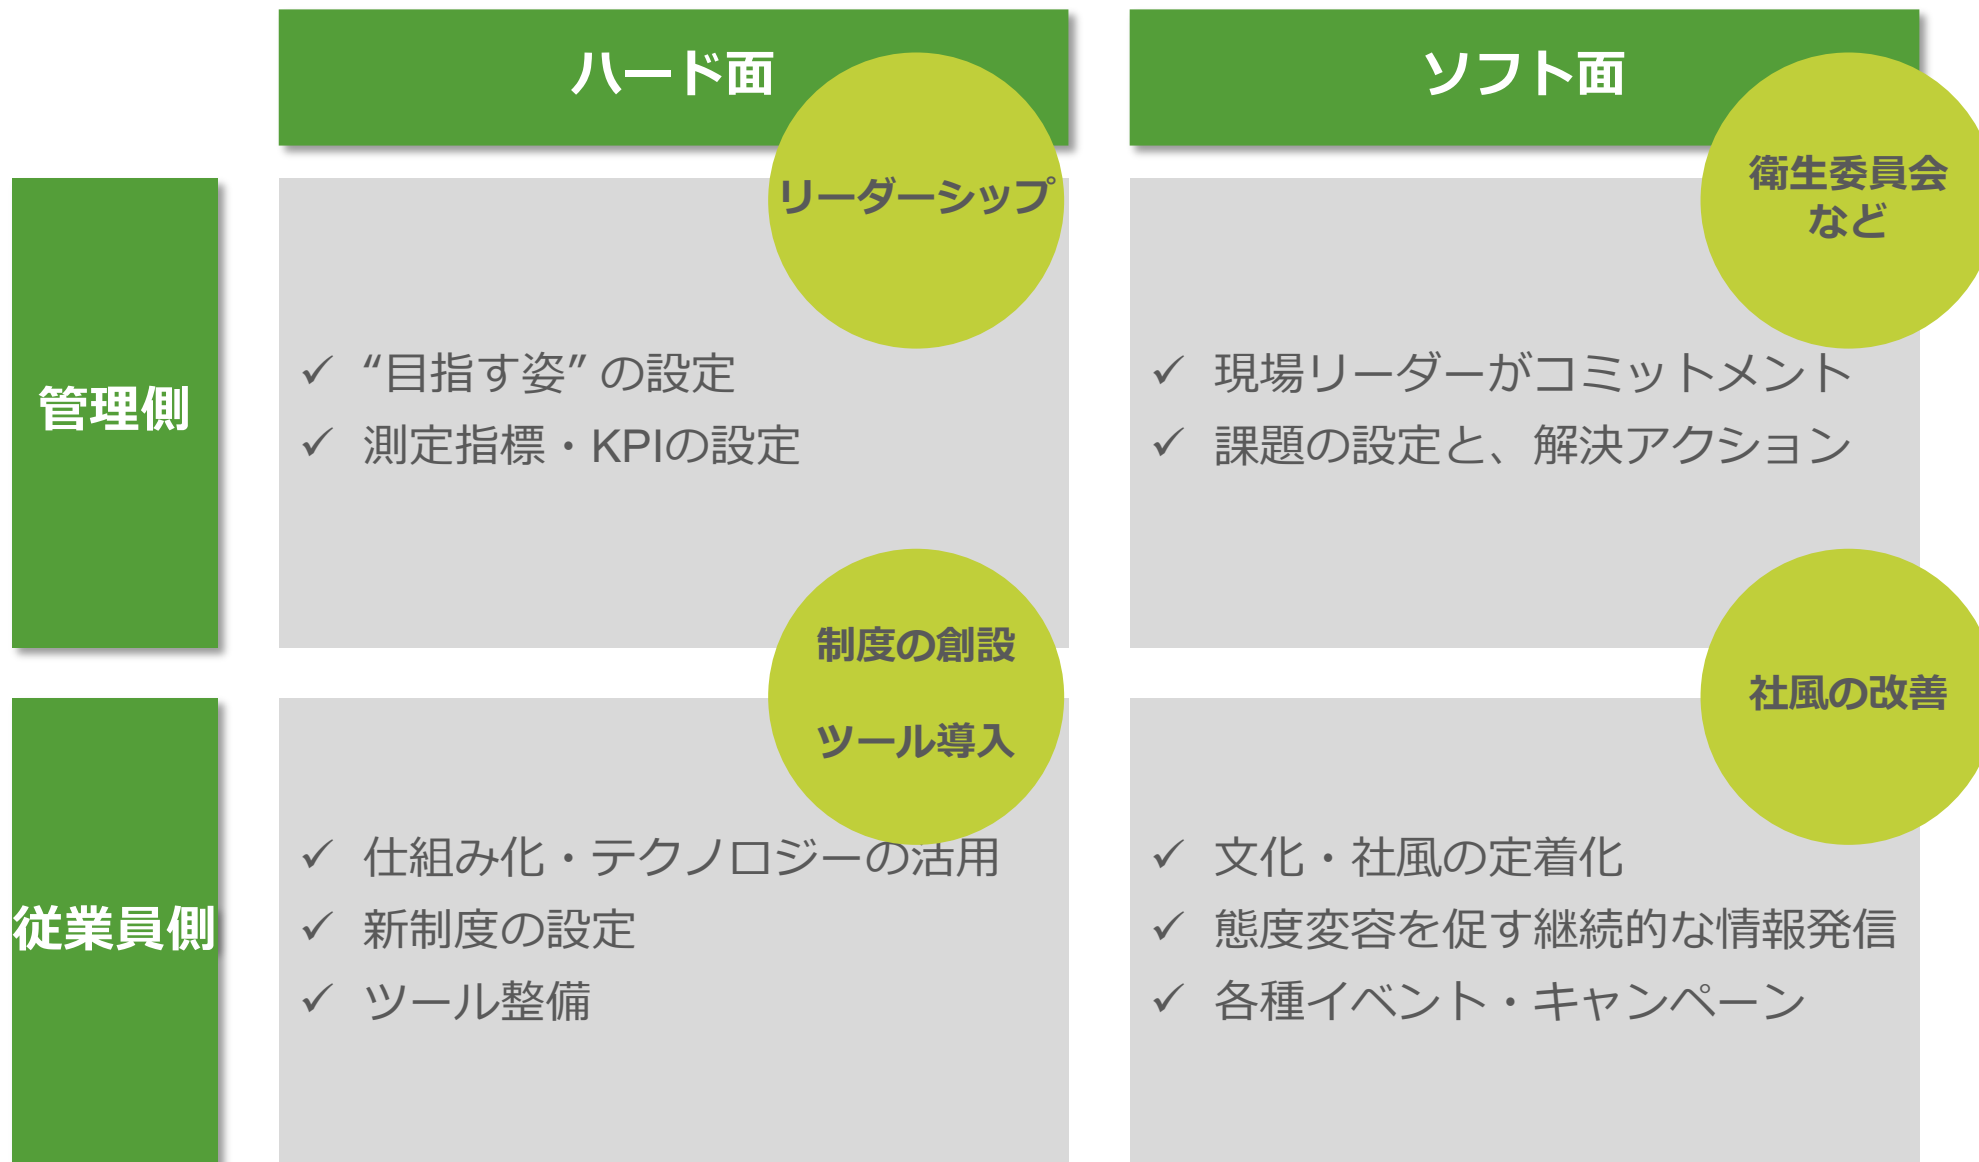 ハード面
ソフト面
管理側
リーダーシップ
✓ “目指す姿” の設定
✓ 測定指標・KPIの設定
衛生委員会
など
✓ 現場リーダーがコミットメント
✓ 課題の設定と、解決アクション
従業員側
制度の創設
ツール導入
✓ 仕組み化・テクノロジーの活用
✓ 新制度の設定
✓ ツール整備
社風の改善
✓ 文化・社風の定着化
✓ 態度変容を促す継続的な情報発信
✓ 各種イベント・キャンペーン